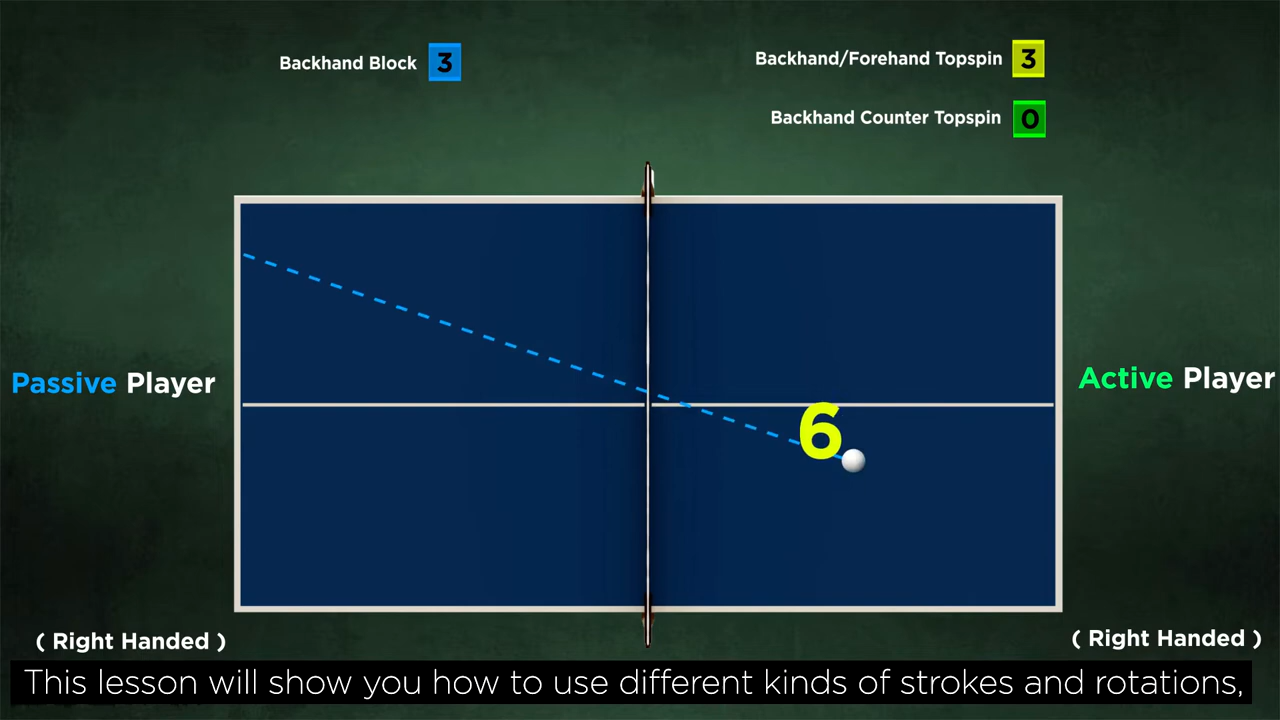 Backhand Block 3
Backhand/Forehand Topspin 3
Backhand Counter Topspin 0
Passive Player
Active Player
6
( Right Handed )
( Right Handed )
This lesson will show you how to use different kinds of strokes and rotations,